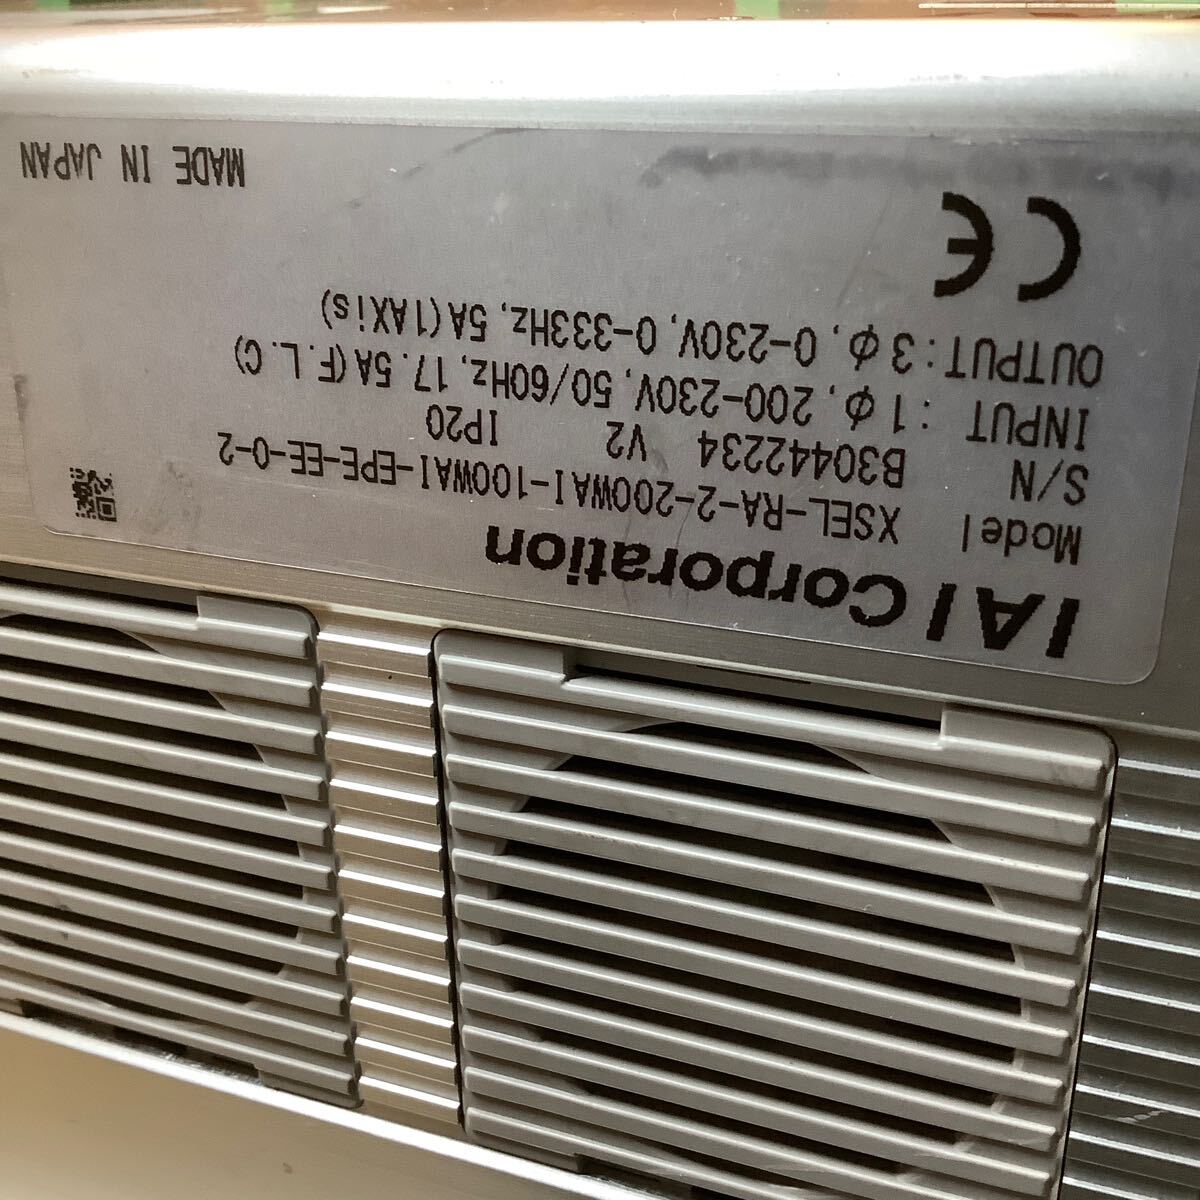 IAI Corporation
Model XSEL-RA-2-200WAI-100WAI-EPE-EE-0-2
S/N B30442234 V2 IP20
INPUT : 1φ, 200-230V, 50/60Hz, 17.5A(F.L.C)
OUTPUT: 3φ, 0-230V, 0-333Hz, 5A(1AXis)
CE
MADE IN JAPAN